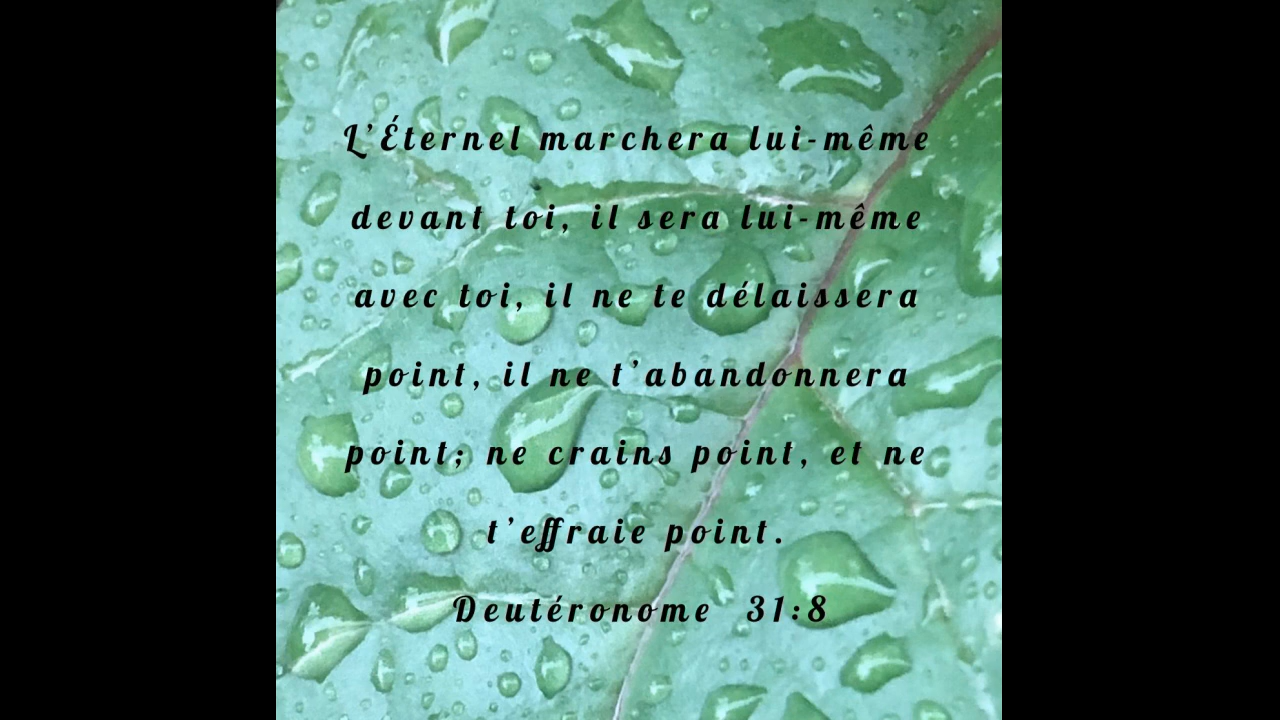 L’Éternel marchera lui-même
devant toi, il sera lui-même
avec toi, il ne te délaissera
point, il ne t’abandonnera
point; ne crains point, et ne
t’effraie point.
Deutéronome 31:8